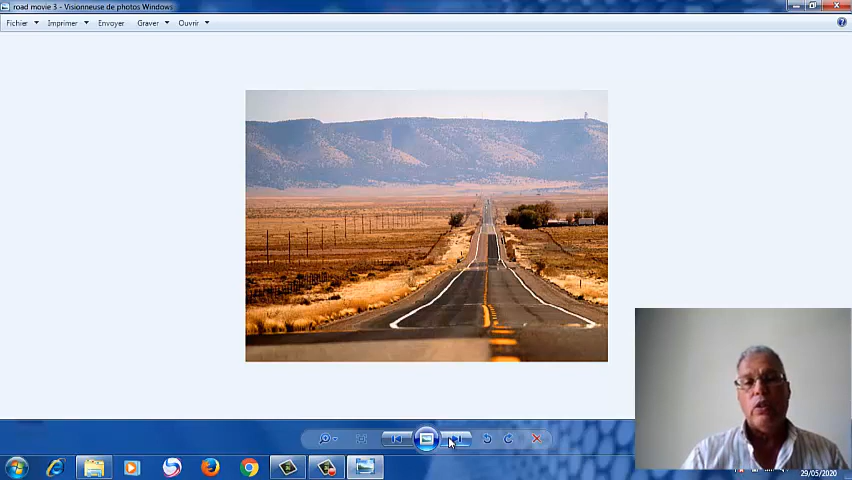 road movie 3 - Visionneuse de photos Windows
Fichier Imprimer Envoyer Graver Ouvrir
29/05/2020